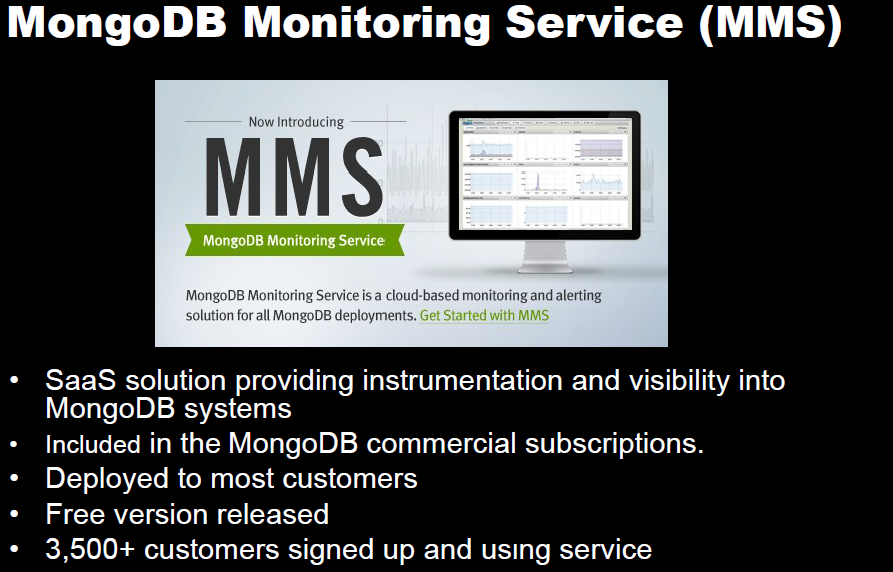 MongoDB Monitoring Service (MMS)
Now Introducing
MMS
MongoDB Monitoring Service
MongoDB Monitoring Service is a cloud-based monitoring and alerting
solution for all MongoDB deployments. Get Started with MMS
• SaaS solution providing instrumentation and visibility into
MongoDB systems
• Included in the MongoDB commercial subscriptions.
• Deployed to most customers
• Free version released
• 3,500+ customers signed up and using service